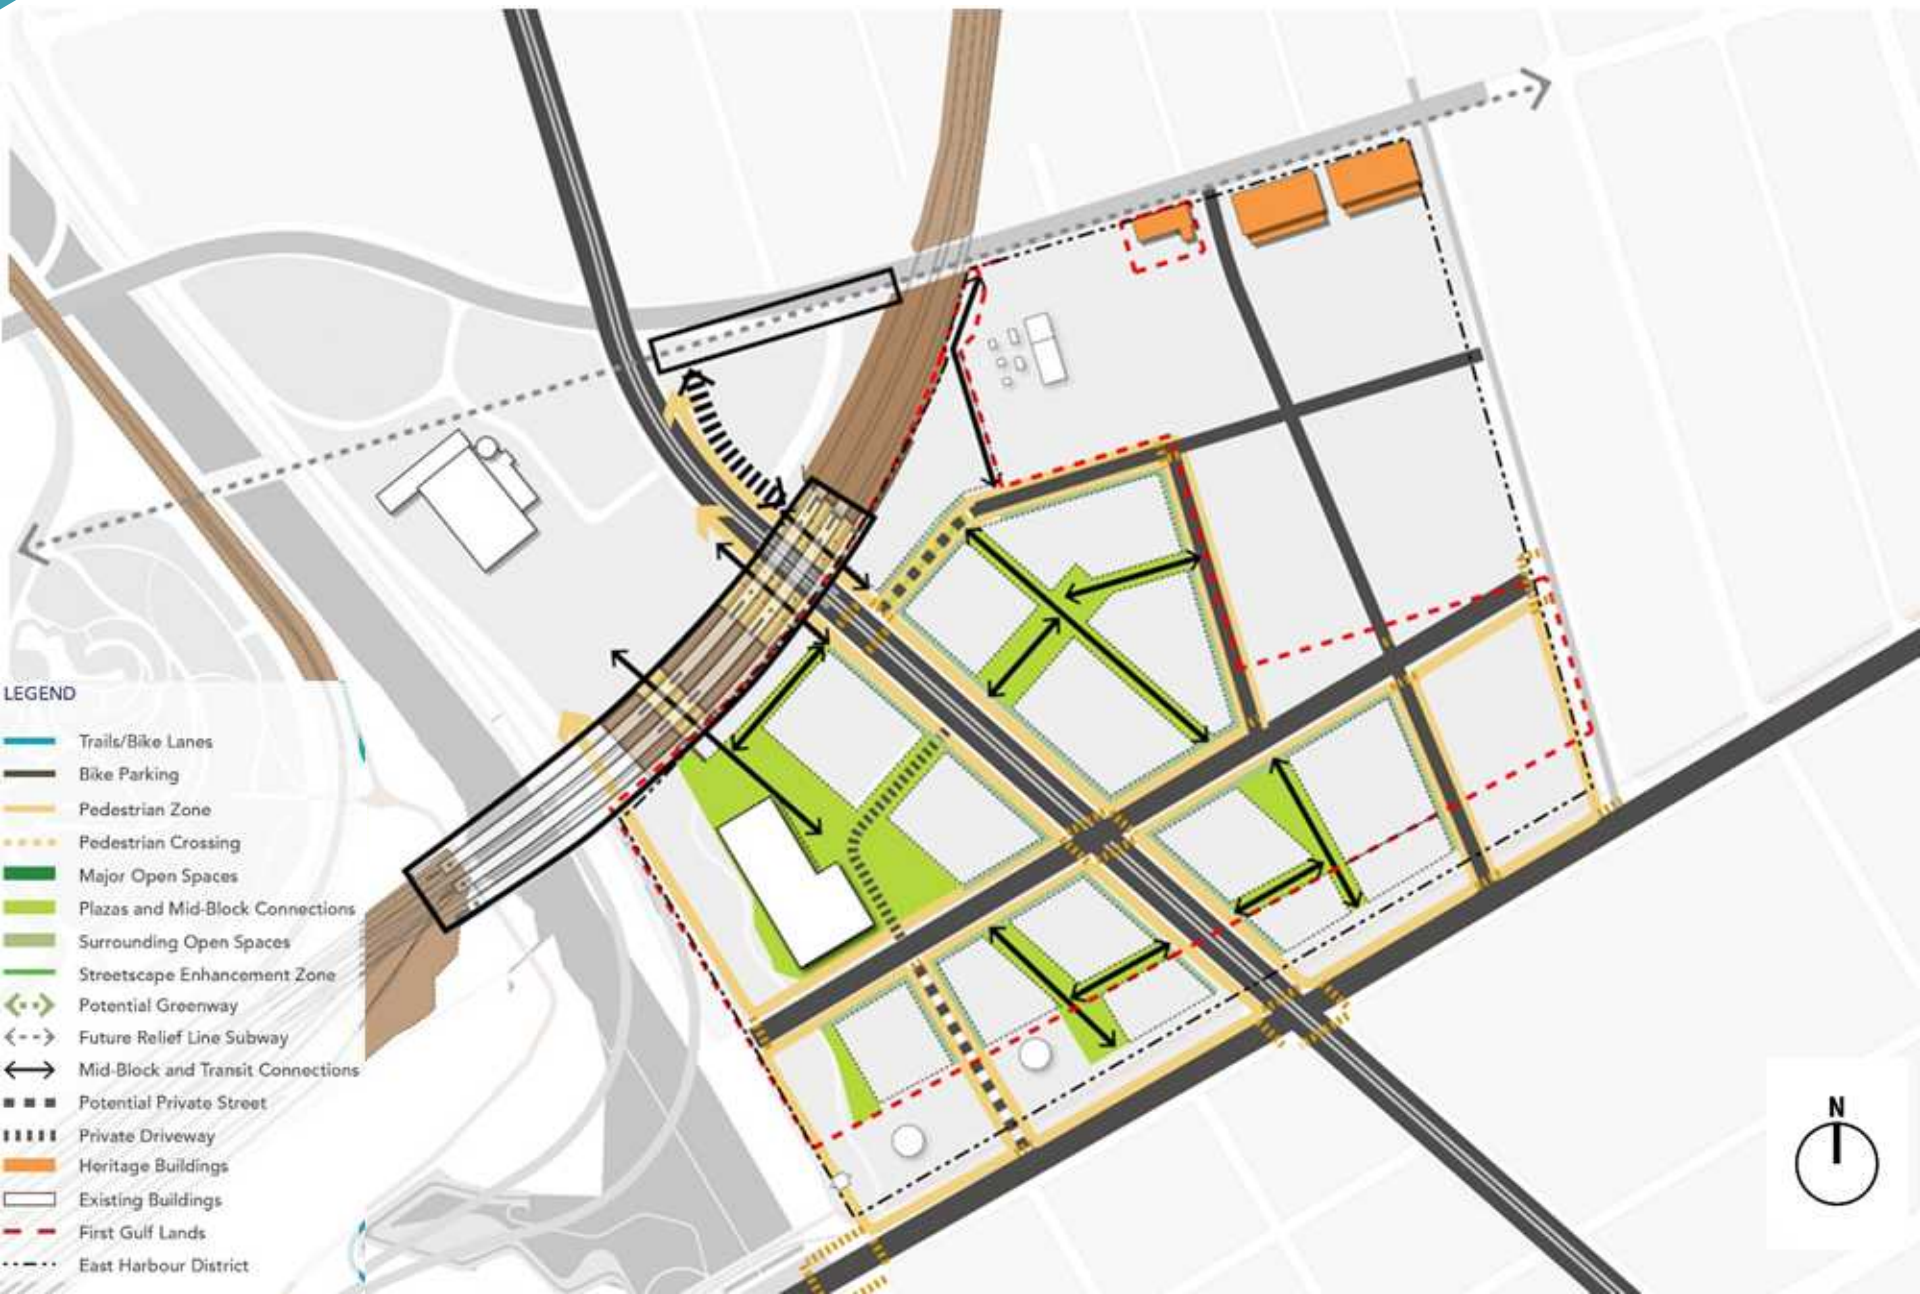 LEGEND
Trails/Bike Lanes
Bike Parking
Pedestrian Zone
Pedestrian Crossing
Major Open Spaces
Plazas and Mid-Block Connections
Surrounding Open Spaces
Streetscape Enhancement Zone
Potential Greenway
Future Relief Line Subway
Mid-Block and Transit Connections
Potential Private Street
Private Driveway
Heritage Buildings
Existing Buildings
First Gulf Lands
East Harbour District
N